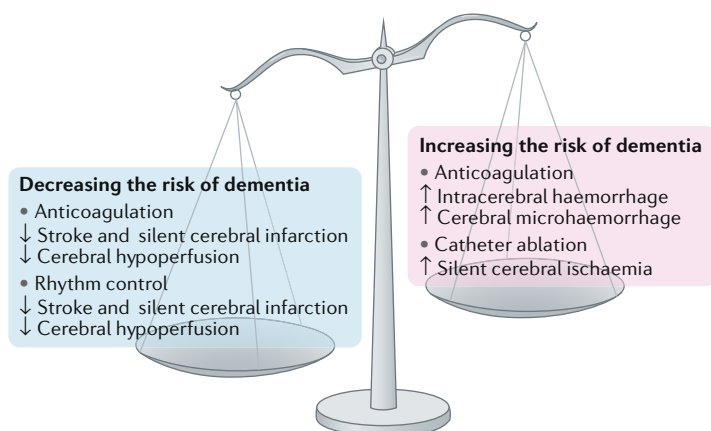 Decreasing the risk of dementia
• Anticoagulation
↓ Stroke and silent cerebral infarction
↓ Cerebral hypoperfusion
• Rhythm control
↓ Stroke and silent cerebral infarction
↓ Cerebral hypoperfusion
Increasing the risk of dementia
• Anticoagulation
↑ Intracerebral haemorrhage
↑ Cerebral microhaemorrhage
• Catheter ablation
↑ Silent cerebral ischaemia